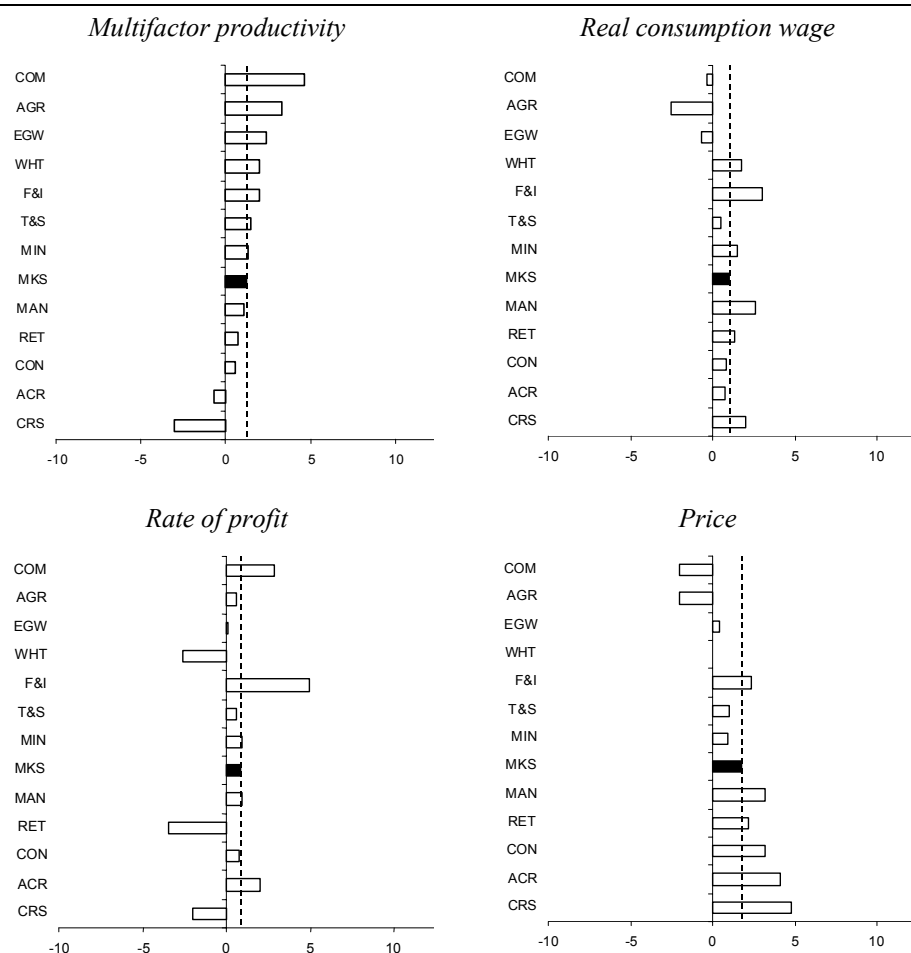 Multifactor productivity
COM
AGR
EGW
WHT
F&I
T&S
MIN
MKS
MAN
RET
CON
ACR
CRS
-10 -5 0 5 10
Real consumption wage
COM
AGR
EGW
WHT
F&I
T&S
MIN
MKS
MAN
RET
CON
ACR
CRS
-10 -5 0 5 10
Rate of profit
COM
AGR
EGW
WHT
F&I
T&S
MIN
MKS
MAN
RET
CON
ACR
CRS
-10 -5 0 5 10
Price
COM
AGR
EGW
WHT
F&I
T&S
MIN
MKS
MAN
RET
CON
ACR
CRS
-10 -5 0 5 10